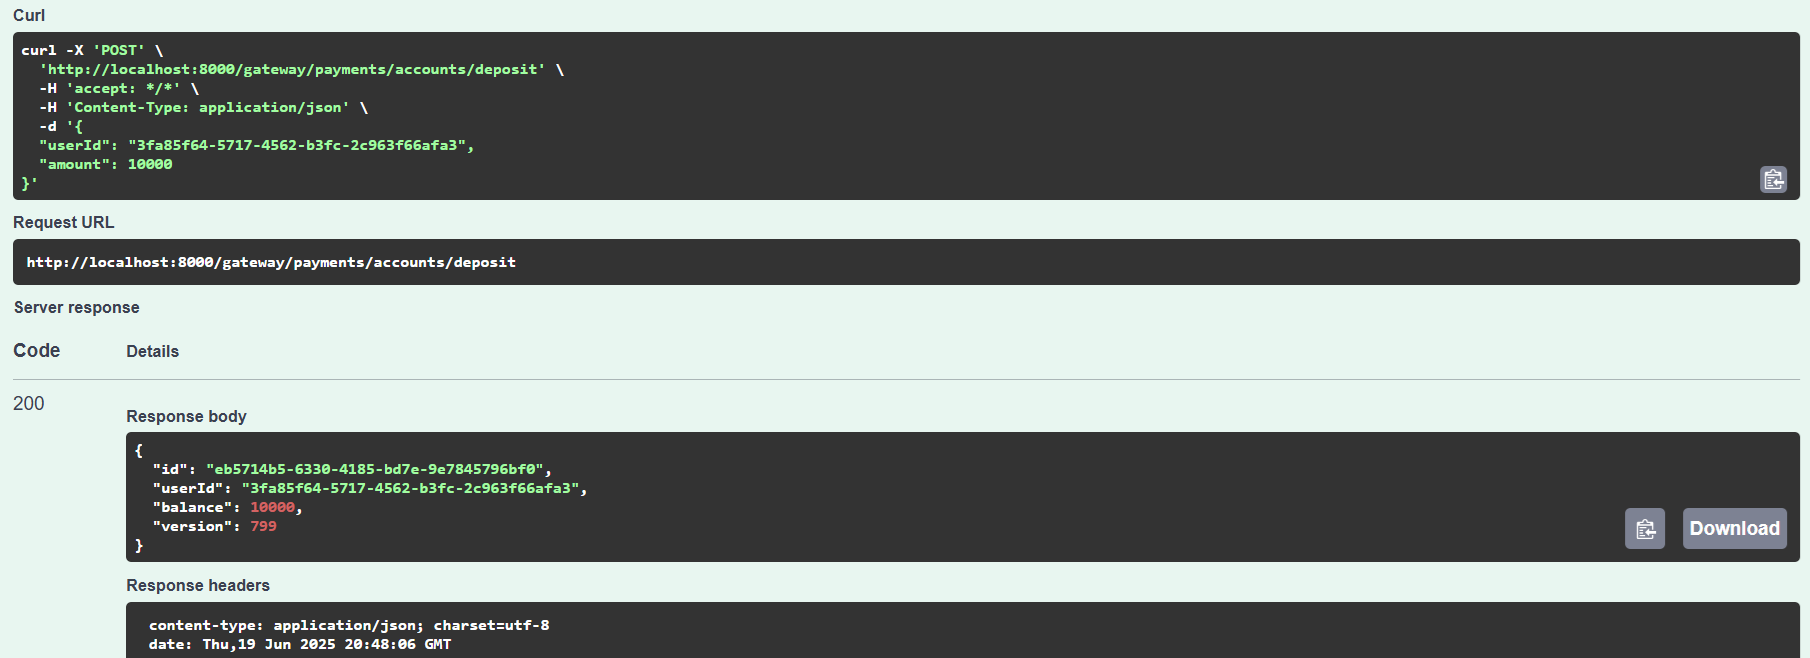 Curl
curl -X 'POST' \
  'http://localhost:8000/gateway/payments/accounts/deposit' \
  -H 'accept: */*' \
  -H 'Content-Type: application/json' \
  -d '{
  "userId": "3fa85f64-5717-4562-b3fc-2c963f66afa3",
  "amount": 10000
}'
Request URL
http://localhost:8000/gateway/payments/accounts/deposit
Server response
Code Details
200
Response body
{
  "id": "eb5714b5-6330-4185-bd7e-9e7845796bf0",
  "userId": "3fa85f64-5717-4562-b3fc-2c963f66afa3",
  "balance": 10000,
  "version": 799
}
Download
Response headers
content-type: application/json; charset=utf-8
date: Thu,19 Jun 2025 20:48:06 GMT